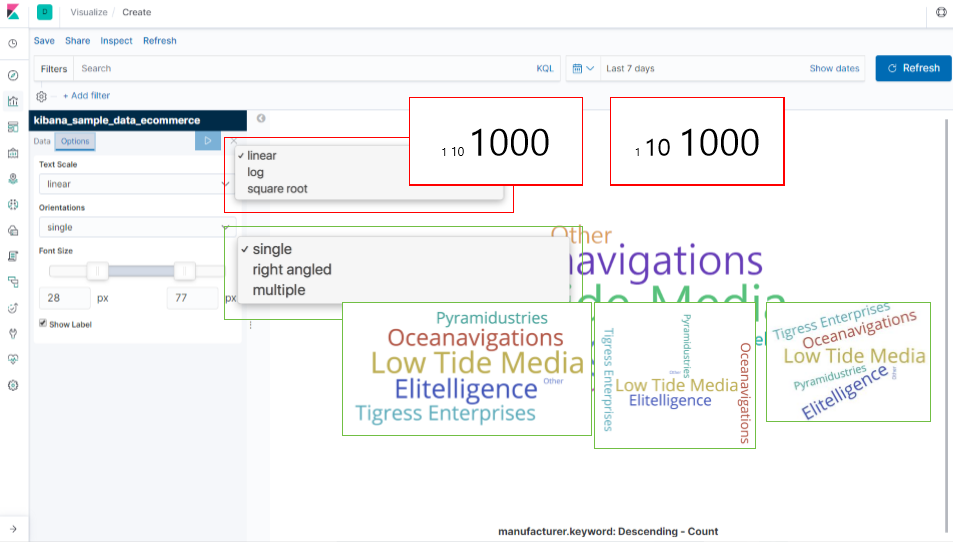 D Visualize / Create
Save Share Inspect Refresh
Filters Search KQL Last 7 days Show dates Refresh
+ Add filter
kibana_sample_data_ecommerce
Data Options
Text Scale
linear
Orientations
single
Font Size
28 px 77 px
Show Label
✓ linear
log
square root
1 10 1000
1 10 1000
✓ single
right angled
multiple
Other
navigations
de Media
Pyramidustries
Oceanavigations
Low Tide Media
Elitelligence Other
Tigress Enterprises
Tigress Enterprises
Pyramidustries
Other
Low Tide Media
Elitelligence
Oceanavigations
Tigress Enterprises
Oceanavigations
Low Tide Media
Pyramidustries
Elitelligence
Other
manufacturer.keyword: Descending - Count